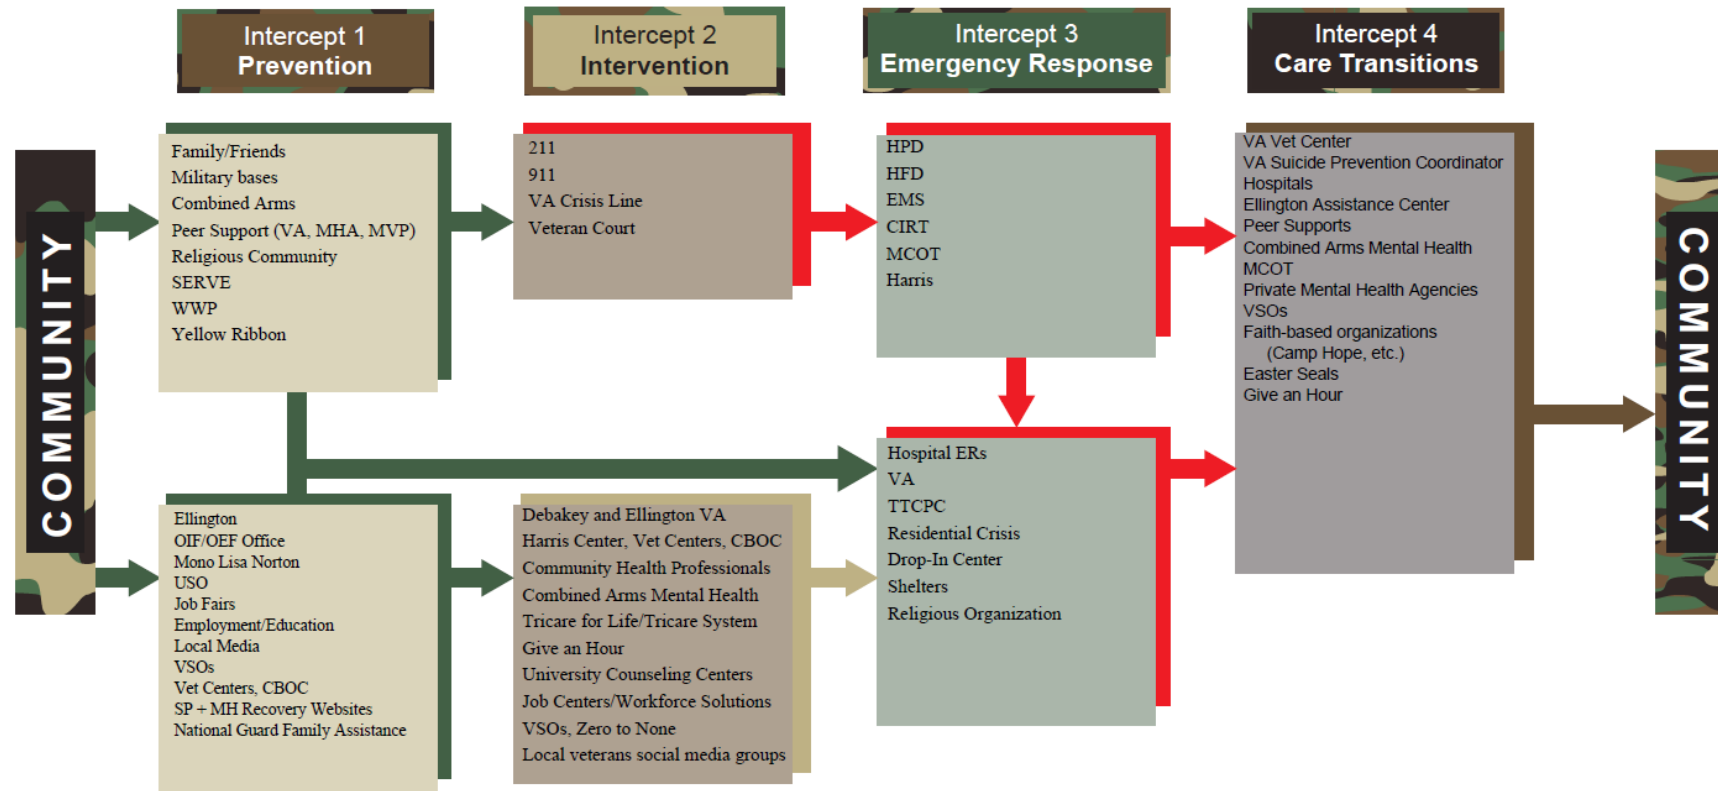 Intercept 1
Prevention
Intercept 2
Intervention
Intercept 3
Emergency Response
Intercept 4
Care Transitions
COMMUNITY
Family/Friends
Military bases
Combined Arms
Peer Support (VA, MHA, MVP)
Religious Community
SERVE
WWP
Yellow Ribbon
211
911
VA Crisis Line
Veteran Court
HPD
HFD
EMS
CIRT
MCOT
Harris
VA Vet Center
VA Suicide Prevention Coordinator
Hospitals
Ellington Assistance Center
Peer Supports
Combined Arms Mental Health
MCOT
Private Mental Health Agencies
VSOs
Faith-based organizations
(Camp Hope, etc.)
Easter Seals
Give an Hour
Ellington
OIF/OEF Office
Mono Lisa Norton
USO
Job Fairs
Employment/Education
Local Media
VSOs
Vet Centers, CBOC
SP + MH Recovery Websites
National Guard Family Assistance
Debakey and Ellington VA
Harris Center, Vet Centers, CBOC
Community Health Professionals
Combined Arms Mental Health
Tricare for Life/Tricare System
Give an Hour
University Counseling Centers
Job Centers/Workforce Solutions
VSOs, Zero to None
Local veterans social media groups
Hospital ERs
VA
TTCPC
Residential Crisis
Drop-In Center
Shelters
Religious Organization
COMMUNITY